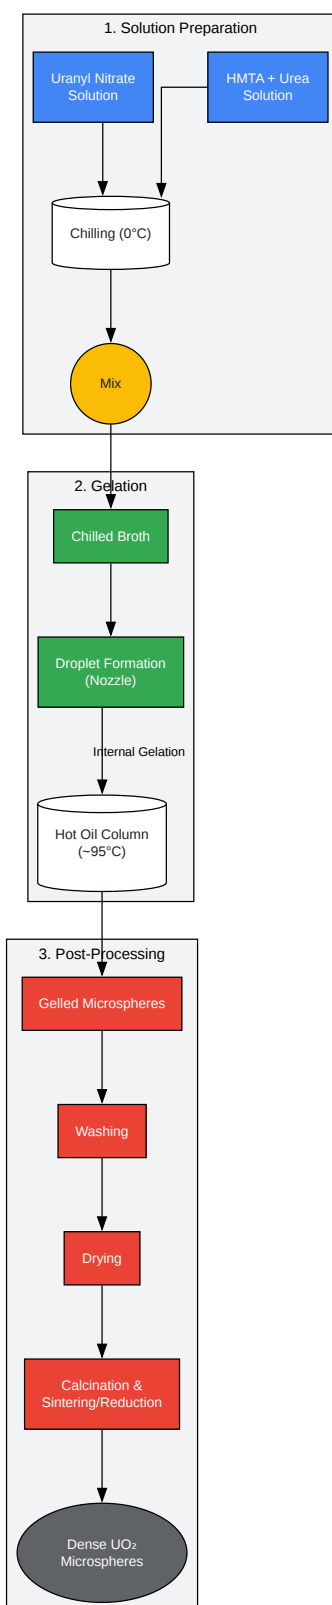 1. Solution Preparation
Uranyl Nitrate
Solution
HMTA + Urea
Solution
Chilling (0°C)
Mix
2. Gelation
Chilled Broth
Droplet Formation
(Nozzle)
Internal Gelation
Hot Oil Column
(~95°C)
3. Post-Processing
Gelled Microspheres
Washing
Drying
Calcination &
Sintering/Reduction
Dense UO₂
Microspheres